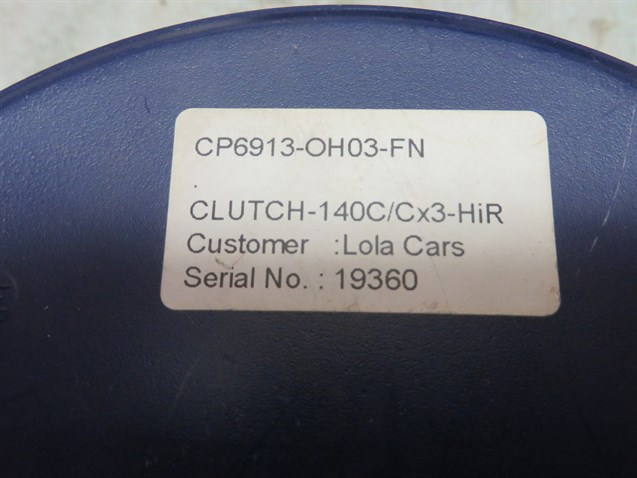 CP6913-OH03-FN
CLUTCH-140C/Cx3-HiR
Customer :Lola Cars
Serial No. : 19360